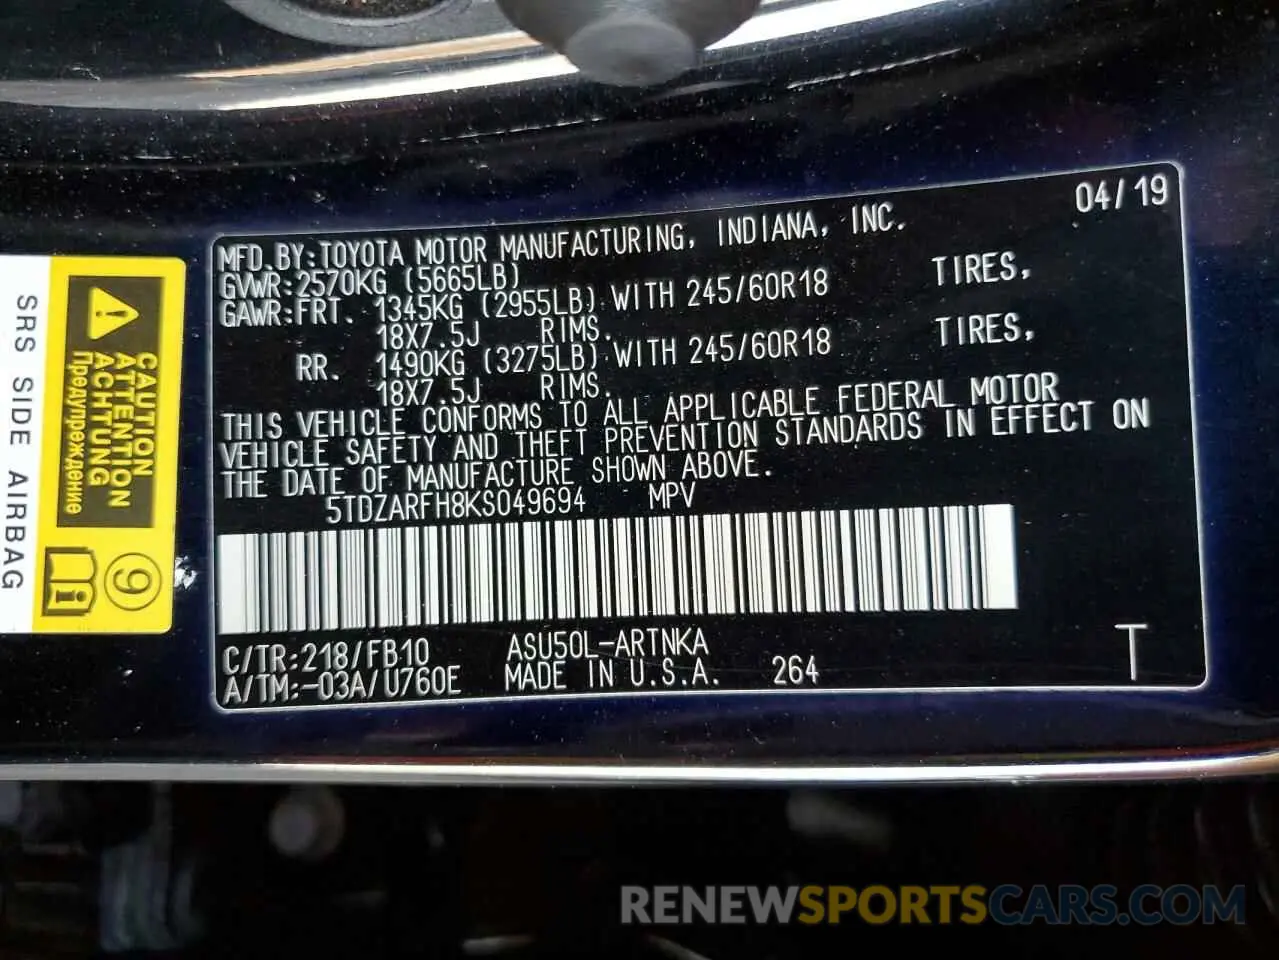 04/19
MFD.BY:TOYOTA MOTOR MANUFACTURING, INDIANA, INC.
GVWR:2570KG (5665LB)
GAWR:FRT. 1345KG (2955LB) WITH 245/60R18 TIRES,
18X7.5J RIMS.
RR. 1490KG (3275LB) WITH 245/60R18 TIRES,
18X7.5J RIMS.
THIS VEHICLE CONFORMS TO ALL APPLICABLE FEDERAL MOTOR
VEHICLE SAFETY AND THEFT PREVENTION STANDARDS IN EFFECT ON
THE DATE OF MANUFACTURE SHOWN ABOVE.
5TDZARFH8KS049694 MPV
C/TR:218/FB10 ASU50L-ARTNKA
A/TM:-03A/U760E MADE IN U.S.A. 264
T
SRS SIDE AIRBAG
CAUTION
ATTENTION
ACHTUNG
Предупреждение
9
RENEWSPORTSCARS.COM